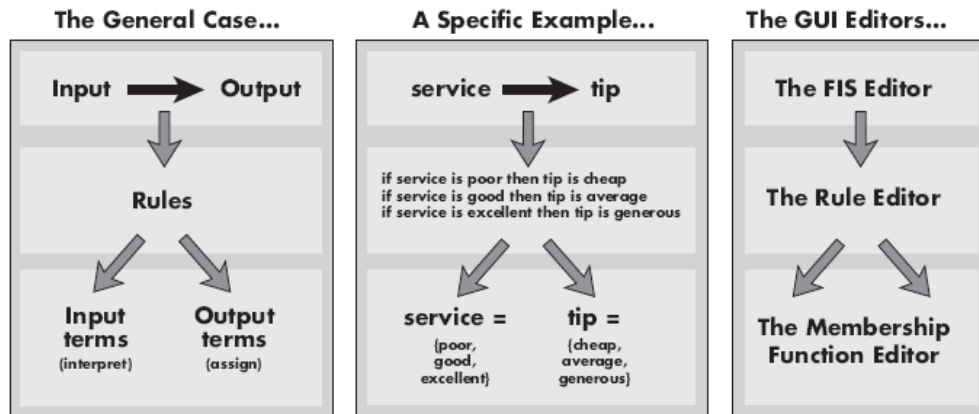 The General Case...
Input
Output
Rules
Input
terms
(interpret)
Output
terms
(assign)
A Specific Example...
service
tip
if service is poor then tip is cheap
if service is good then tip is average
if service is excellent then tip is generous
service =
{poor,
good,
excellent}
tip =
{cheap,
average,
generous}
The GUI Editors...
The FIS Editor
The Rule Editor
The Membership
Function Editor